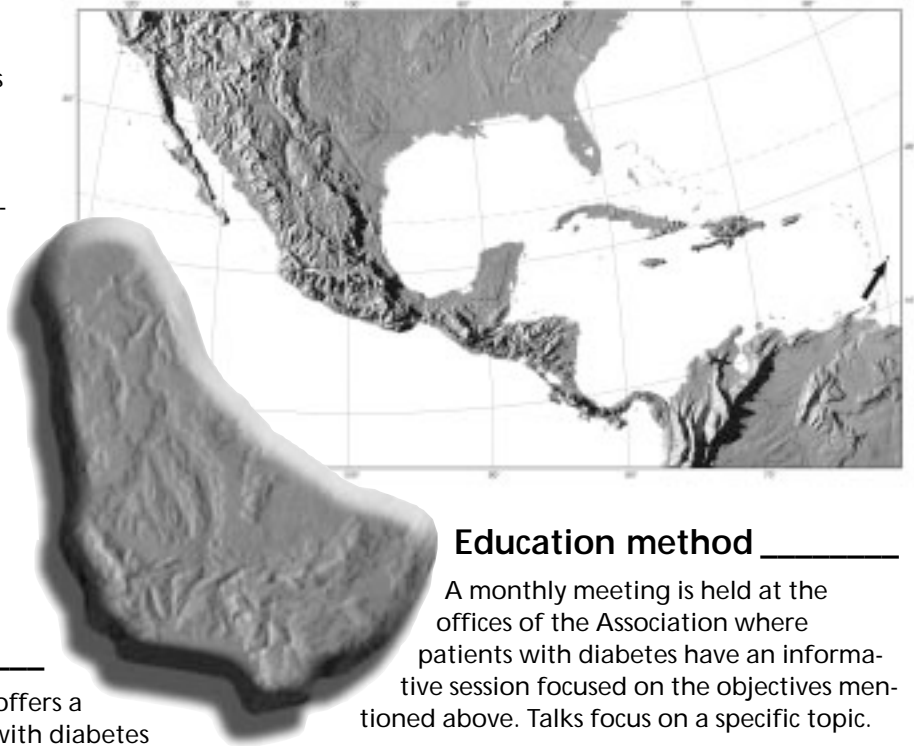 s
Education method
A monthly meeting is held at the
offices of the Association where
patients with diabetes have an informa-
tive session focused on the objectives men-
tioned above. Talks focus on a specific topic.
offers a
with diabetes